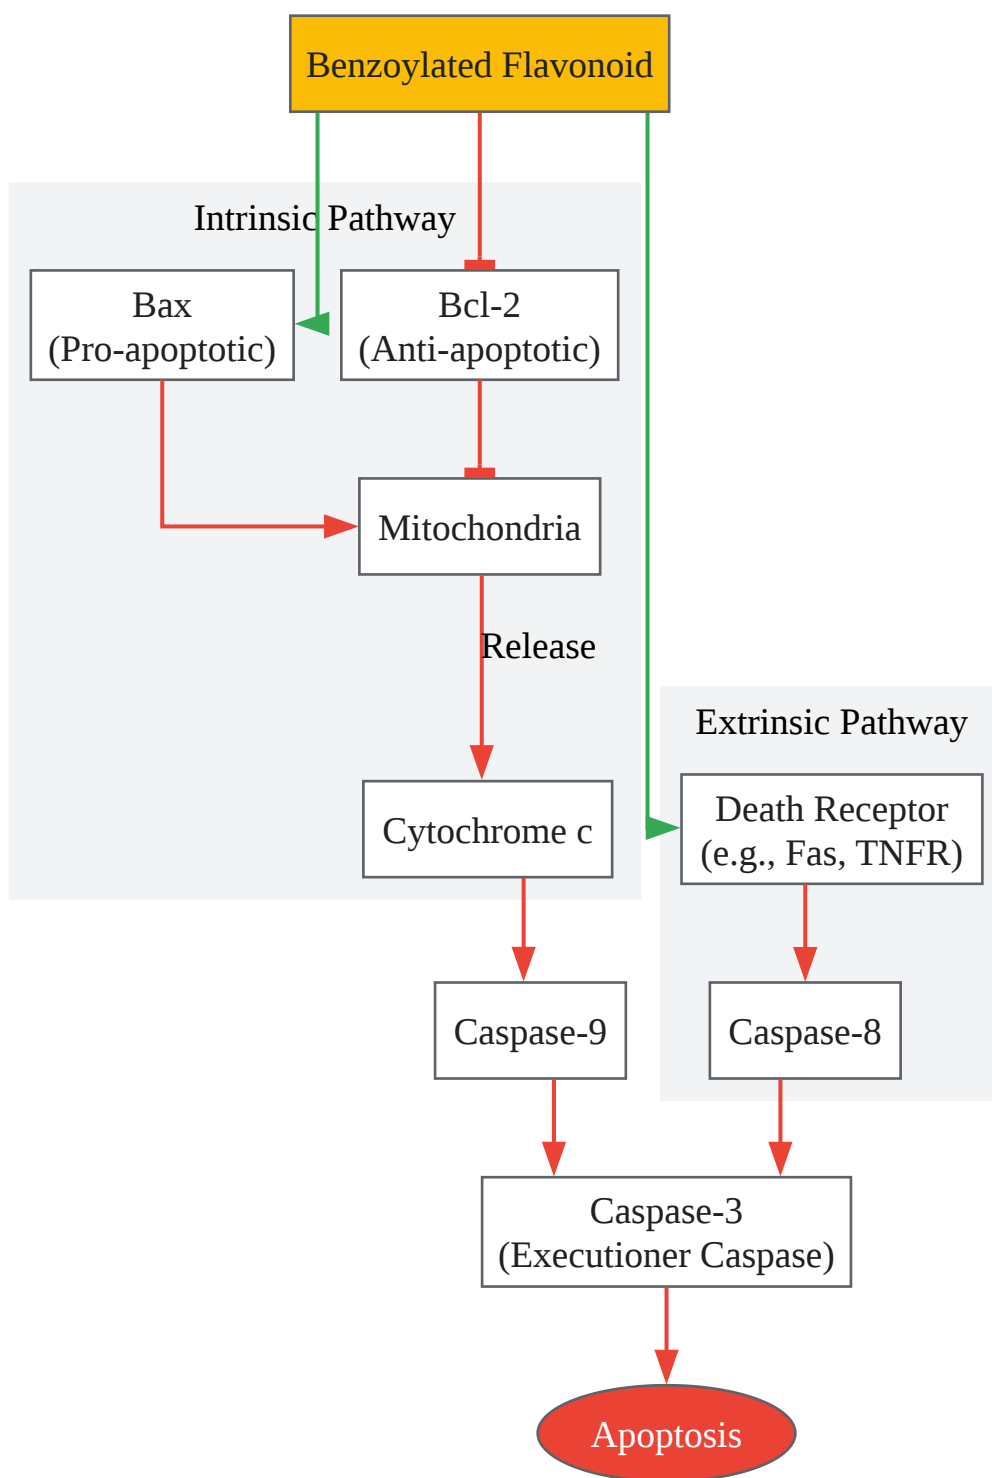 Benzoylated Flavonoid
Intrinsic Pathway
Bax
(Pro-apoptotic)
Bcl-2
(Anti-apoptotic)
Mitochondria
Release
Extrinsic Pathway
Death Receptor
(e.g., Fas, TNFR)
Cytochrome c
Caspase-9
Caspase-8
Caspase-3
(Executioner Caspase)
Apoptosis